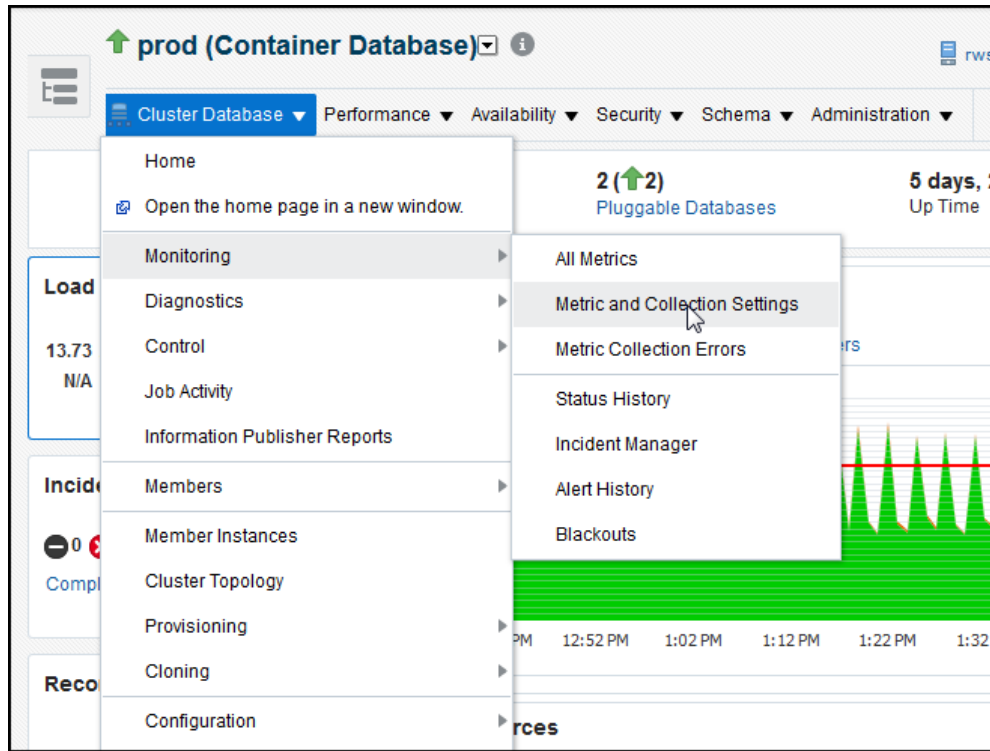 prod (Container Database)
Cluster Database Performance Availability Security Schema Administration
Home
Open the home page in a new window.
Monitoring
Diagnostics
Control
Job Activity
Information Publisher Reports
Members
Member Instances
Cluster Topology
Provisioning
Cloning
Configuration
All Metrics
Metric and Collection Settings
Metric Collection Errors
Status History
Incident Manager
Alert History
Blackouts
2 (2)
Pluggable Databases
5 days,
Up Time
Load
13.73
N/A
0
PM 12:52 PM 1:02 PM 1:12 PM 1:22 PM 1:32